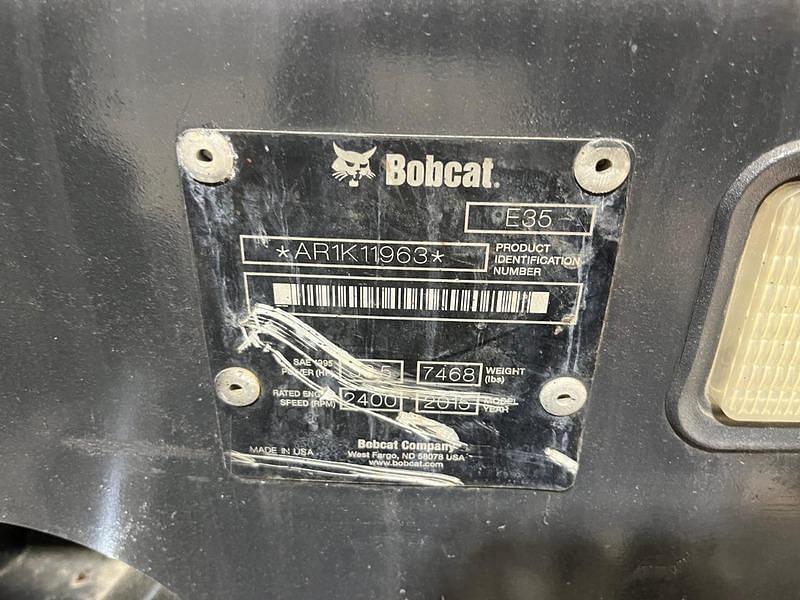 Bobcat.
E35
*AR1K11963*
PRODUCT IDENTIFICATION NUMBER
SAE 1995 POWER (HP)
7468 WEIGHT (lbs)
RATED ENGINE SPEED (RPM) 2400
2015 MODEL YEAR
Bobcat Company
MADE IN USA
West Fargo, ND 58078 USA
www.bobcat.com